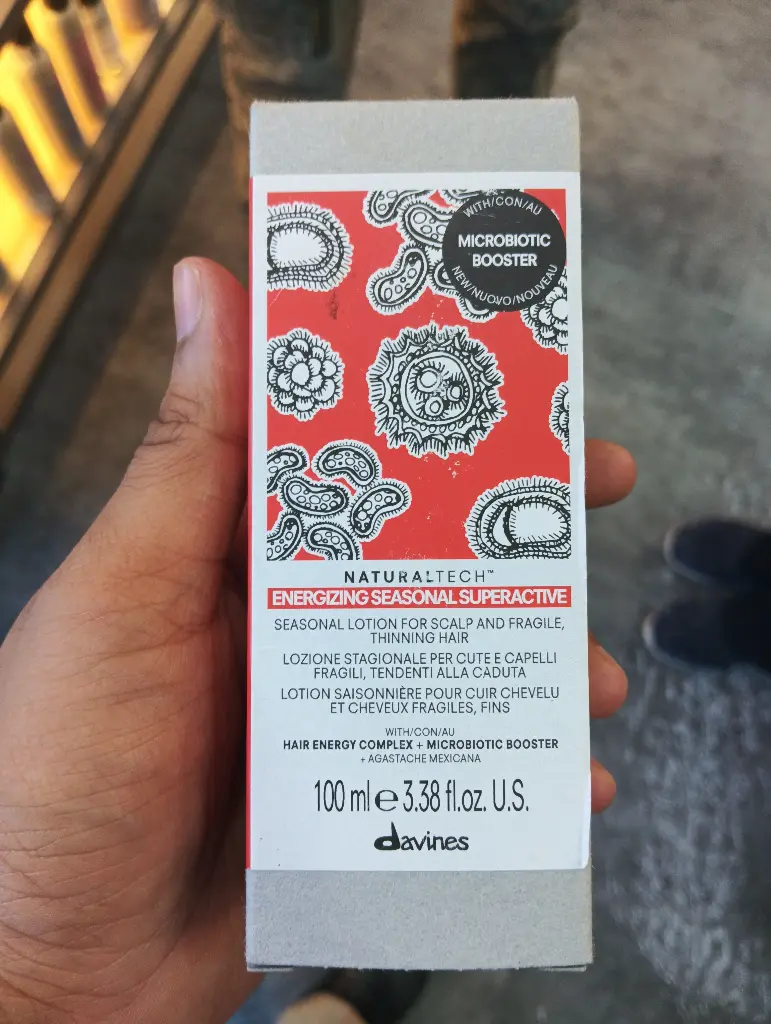 WITH/CON/AU
MICROBIOTIC
BOOSTER
NEW/NUOVO/NOUVEAU
NATURALTECH™
ENERGIZING SEASONAL SUPERACTIVE
SEASONAL LOTION FOR SCALP AND FRAGILE,
THINNING HAIR
LOZIONE STAGIONALE PER CUTE E CAPELLI
FRAGILI, TENDENTI ALLA CADUTA
LOTION SAISONNIÈRE POUR CUIR CHEVELU
ET CHEVEUX FRAGILES, FINS
WITH/CON/AU
HAIR ENERGY COMPLEX + MICROBIOTIC BOOSTER
+ AGASTACHE MEXICANA
100 ml e 3.38 fl.oz. U.S.
davines